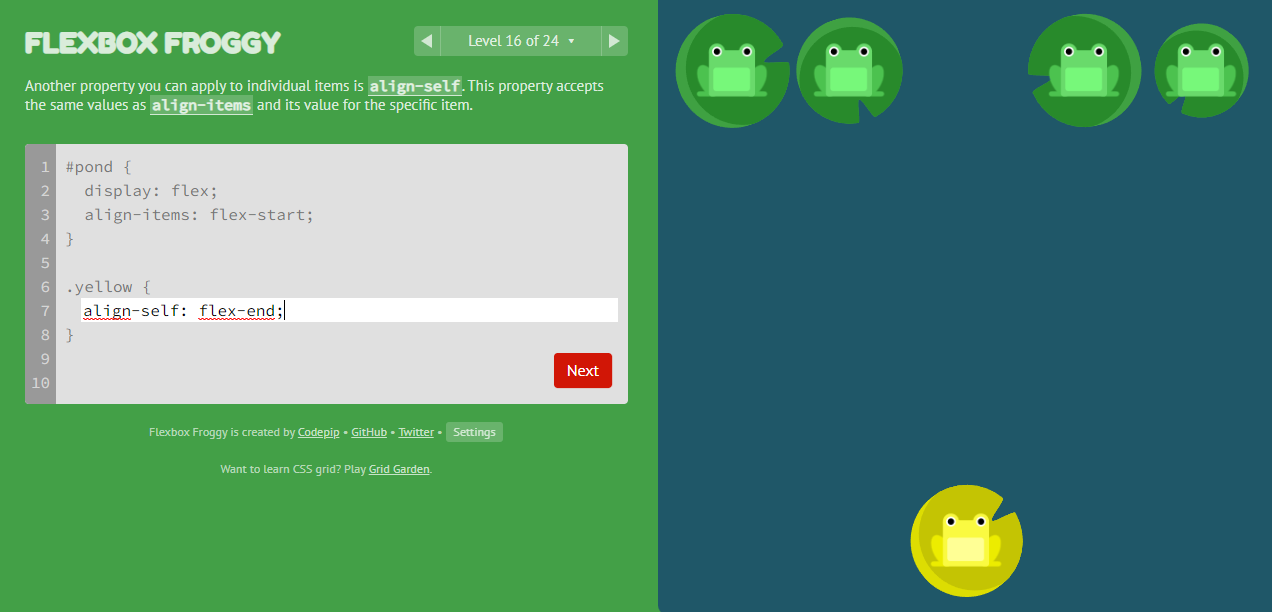 FLEXBOX FROGGY
Level 16 of 24
Another property you can apply to individual items is align-self. This property accepts
the same values as align-items and its value for the specific item.
1 #pond {
2 display: flex;
3 align-items: flex-start;
4 }
5
6 .yellow {
7 align-self: flex-end;
8 }
9
10
Next
Flexbox Froggy is created by Codepip • GitHub • Twitter • Settings
Want to learn CSS grid? Play Grid Garden.